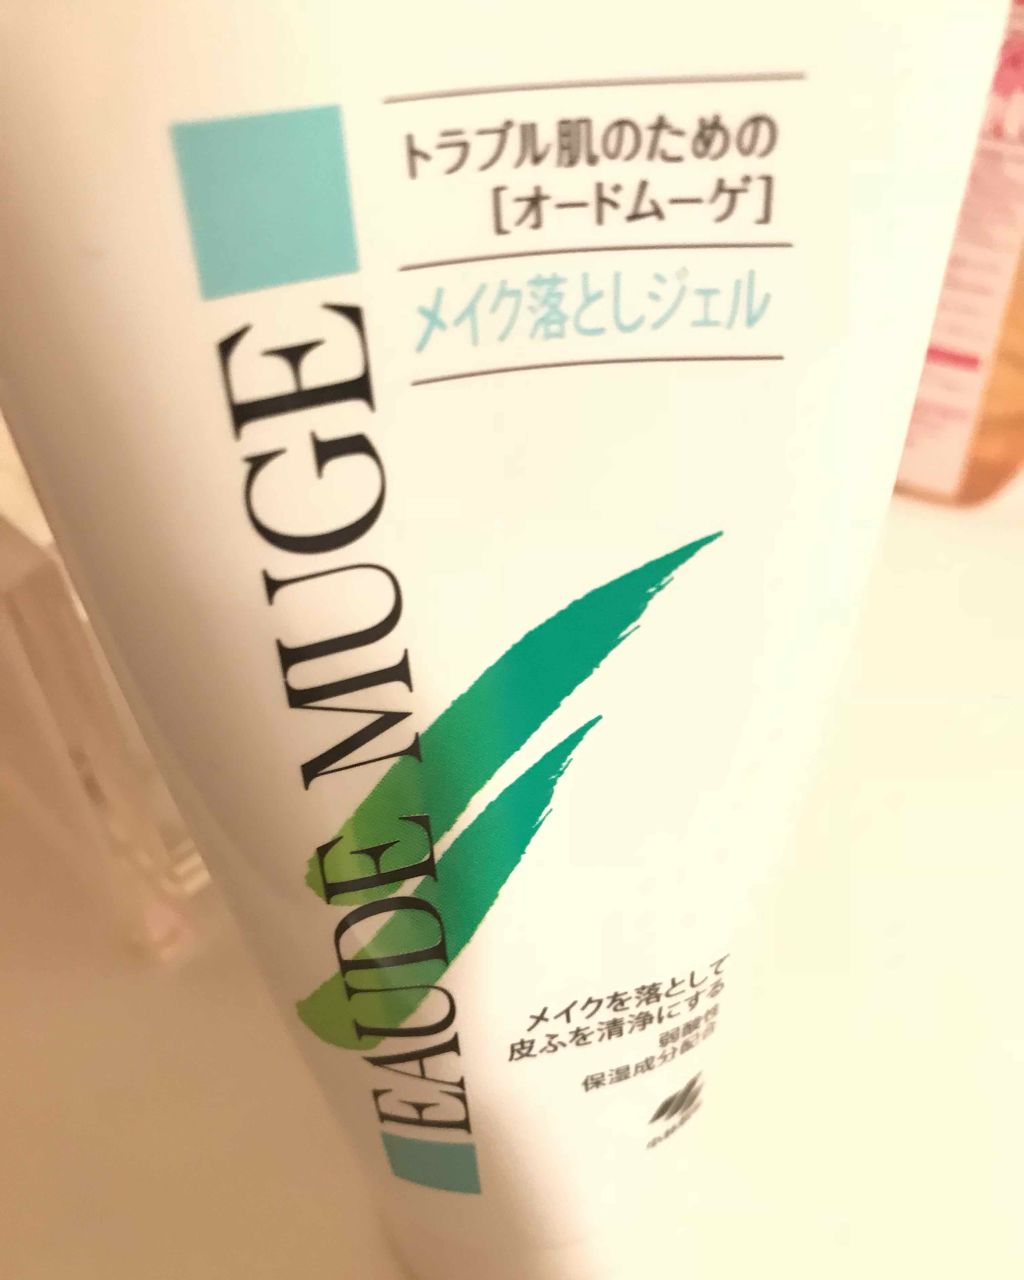 トラブル肌のための
[オードムーゲ]
メイク落としジェル
EAUDE MUGE
メイクを落として
皮ふを清浄にする
弱酸性
保湿成分配合